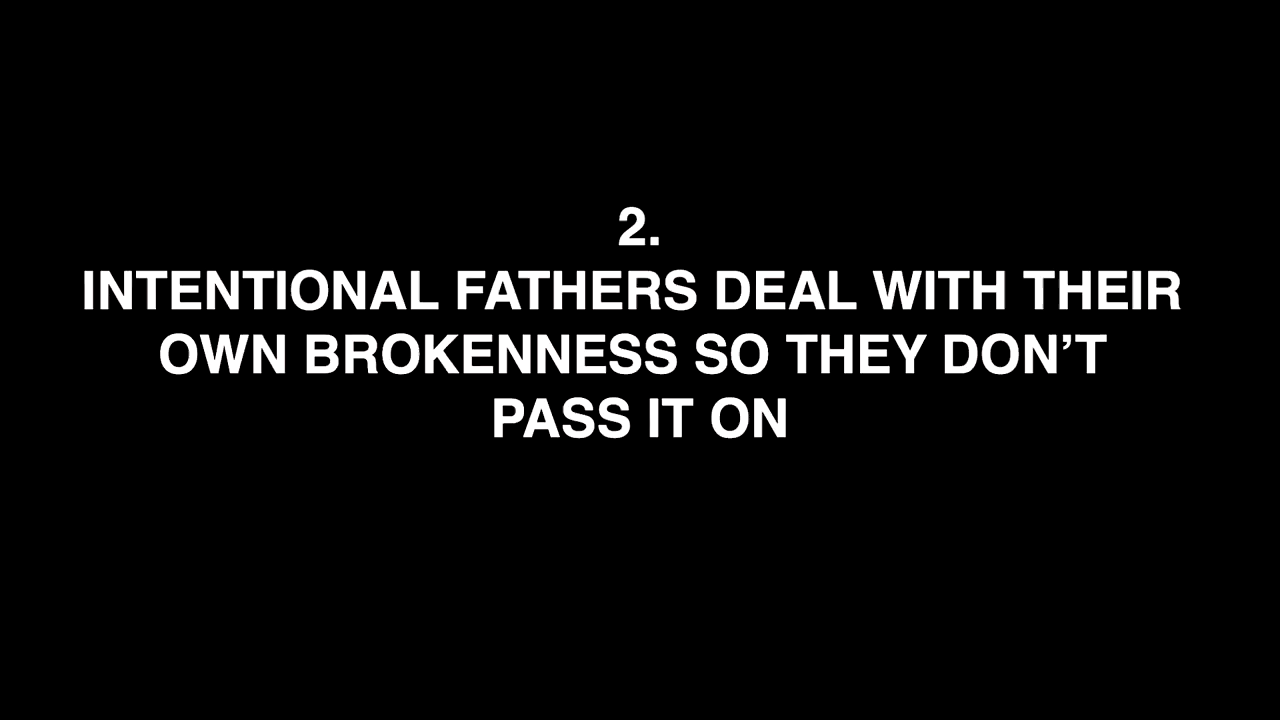 2.
INTENTIONAL FATHERS DEAL WITH THEIR
OWN BROKENNESS SO THEY DON’T
PASS IT ON